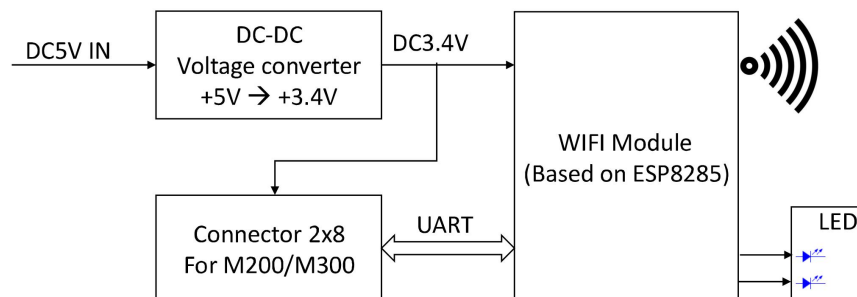 DC5V IN
DC-DC
Voltage converter
+5V → +3.4V
DC3.4V
WIFI Module
(Based on ESP8285)
Connector 2x8
For M200/M300
UART
LED